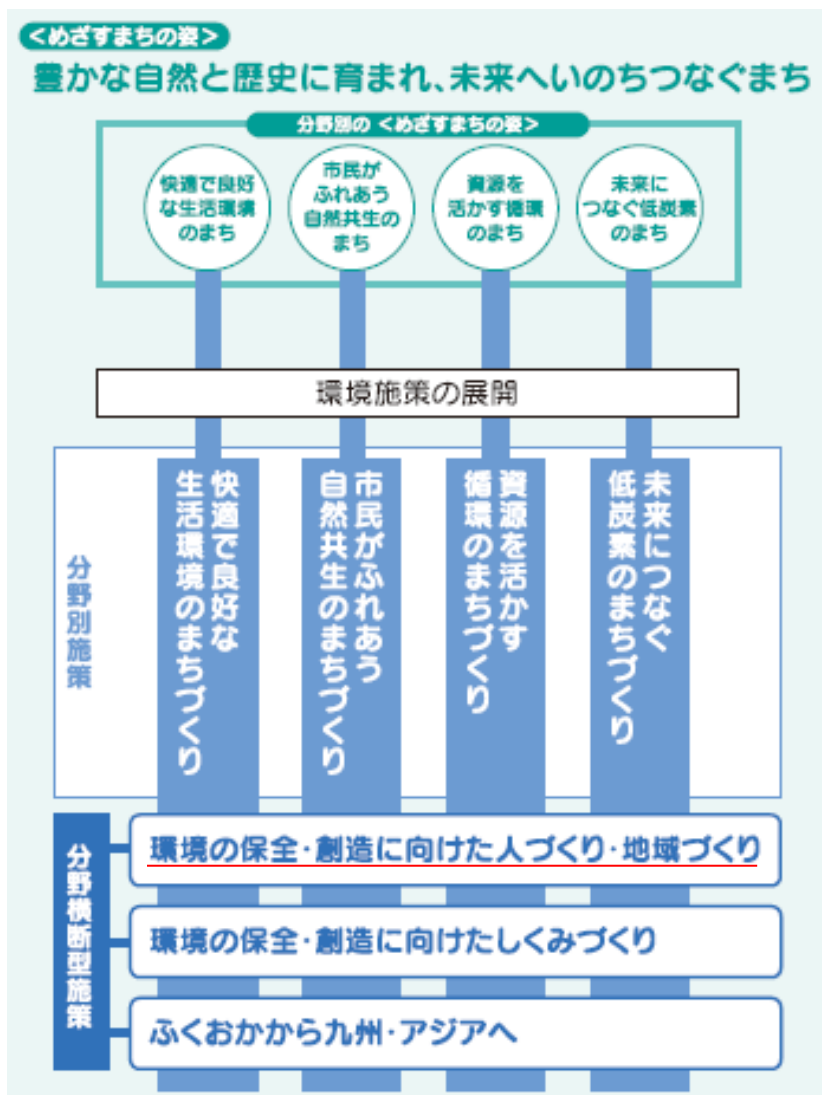 <めざすまちの姿>
豊かな自然と歴史に育まれ、未来へいのちつなぐまち
分野別の <めざすまちの姿>
快適で良好
な生活環境
のまち
市民が
ふれあう
自然共生の
まち
資源を
活かす循環
のまち
未来に
つなぐ低炭素
のまち
環境施策の展開
分野別施策
快適で良好な
生活環境のまちづくり
市民がふれあう
自然共生のまちづくり
資源を活かす
循環のまちづくり
未来につなぐ
低炭素のまちづくり
分野横断型施策
環境の保全・創造に向けた人づくり・地域づくり
環境の保全・創造に向けたしくみづくり
ふくおかから九州・アジアへ